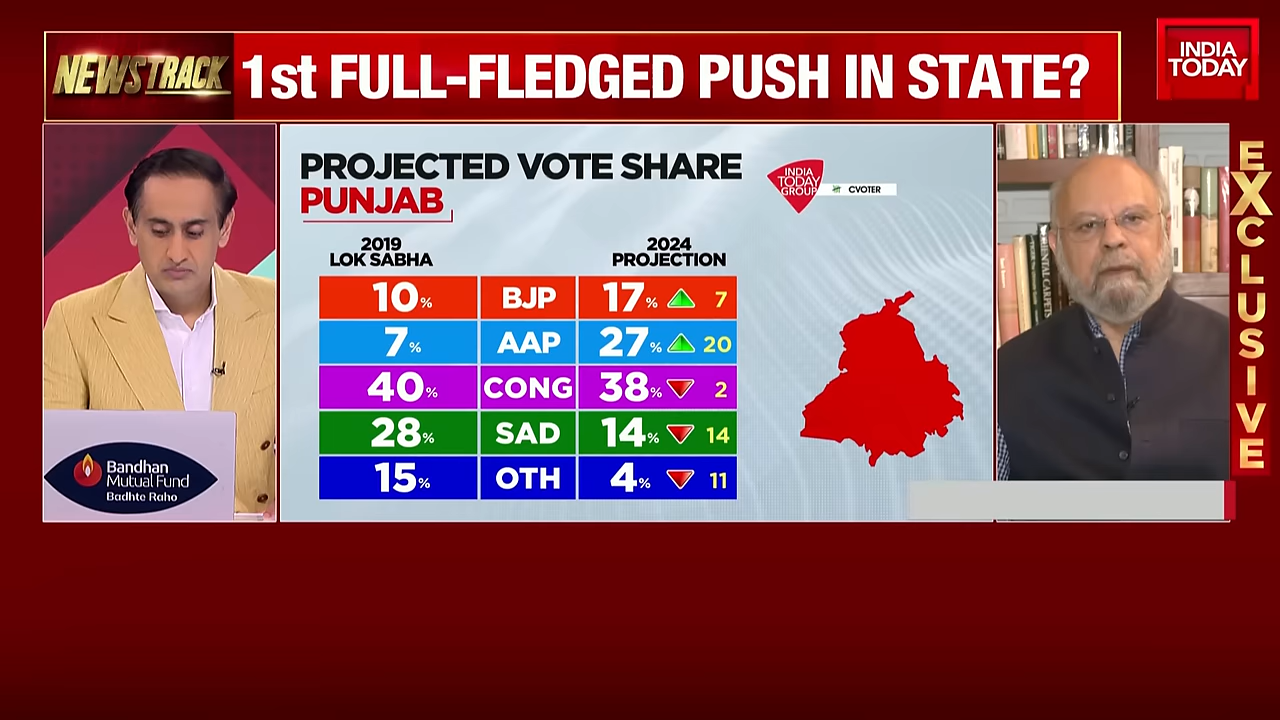 NEWSTRACK
1st FULL-FLEDGED PUSH IN STATE?
INDIA
TODAY
PROJECTED VOTE SHARE
PUNJAB
INDIA
TODAY
GROUP
CVOTER
2019
LOK SABHA
2024
PROJECTION
10% BJP 17% 7
7% AAP 27% 20
40% CONG 38% 2
28% SAD 14% 14
15% OTH 4% 11
Bandhan
Mutual Fund
Badhte Raho
ORIENTAL CARPETS
EXCLUSIVE